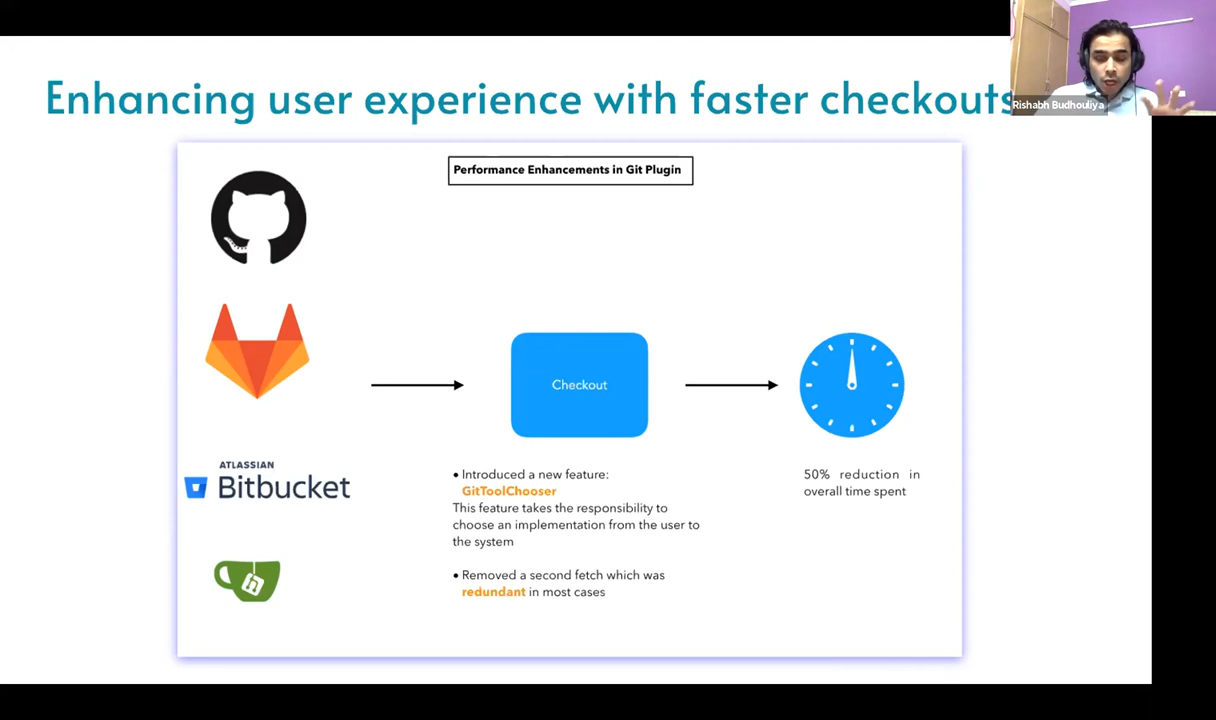 Enhancing user experience with faster checkouts
Rishabh Budhouliya
Performance Enhancements in Git Plugin
ATLASSIAN
Bitbucket
Checkout
• Introduced a new feature:
GitToolChooser
This feature takes the responsibility to
choose an implementation from the user to
the system
• Removed a second fetch which was
redundant in most cases
50% reduction in
overall time spent